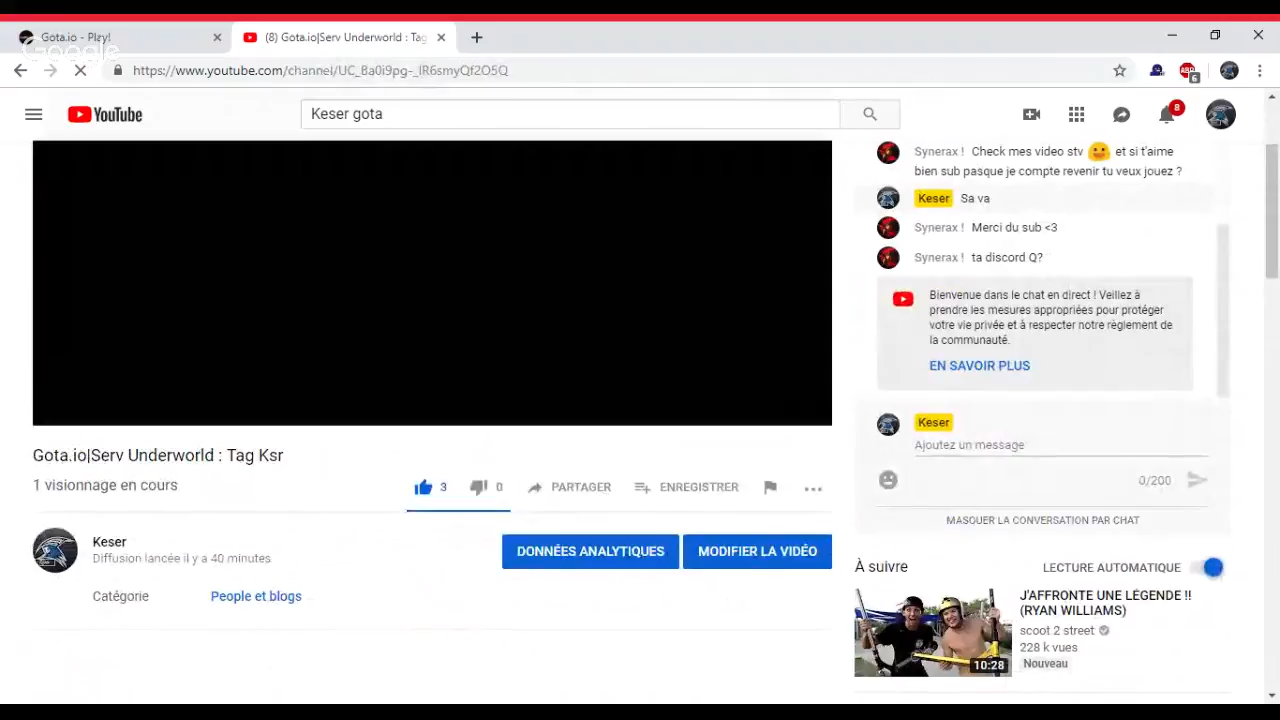 Gota.io - Play!
(8) Gota.io|Serv Underworld : Tag
Google
https://www.youtube.com/channel/UC_8a0i9pg-_lR6smyQf2O5Q
ABP
6
YouTube
Keser gota
8
Synerax ! Check mes video stv et si t'aime
bien sub pasque je compte revenir tu veux jouez ?
Keser Sa va
Synerax ! Merci du sub <3
Synerax ! ta discord Q?
Bienvenue dans le chat en direct ! Veillez à
prendre les mesures appropriées pour protéger
votre vie privée et à respecter notre règlement de
la communauté.
EN SAVOIR PLUS
Keser
Ajoutez un message
0/200
MASQUER LA CONVERSATION PAR CHAT
Gota.io|Serv Underworld : Tag Ksr
1 visionnage en cours
3 0 PARTAGER ENREGISTRER
Keser
Diffusion lancée il y a 40 minutes
DONNÉES ANALYTIQUES MODIFIER LA VIDÉO
Catégorie People et blogs
À suivre LECTURE AUTOMATIQUE
J'AFFRONTE UNE LÉGENDE !!
(RYAN WILLIAMS)
scoot 2 street
228 k vues
Nouveau
10:28